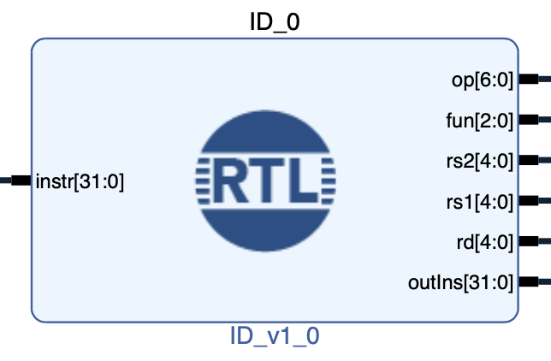 ID_0
op[6:0]
fun[2:0]
rs2[4:0]
instr[31:0]
RTL
rs1[4:0]
rd[4:0]
outIns[31:0]
ID_v1_0